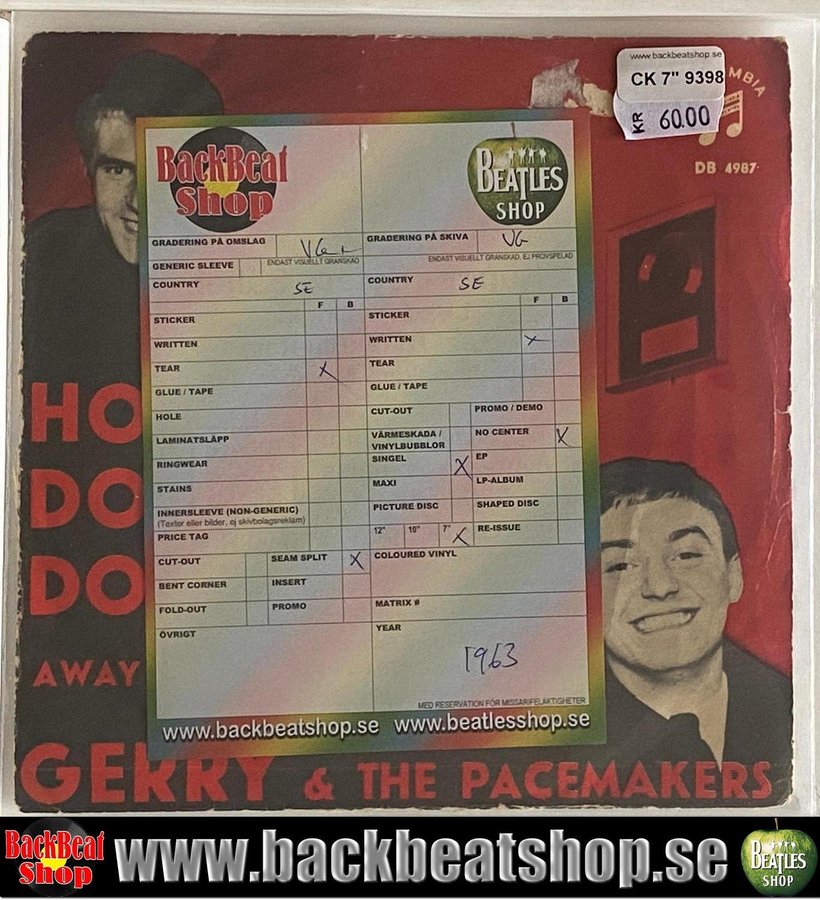 www.backbeatshop.se
CK 7" 9398
KR 60.00
MBIA
DB 4987
BackBeat
Shop
BEATLES
SHOP
GRADERING PÅ OMSLAG
GRADERING PÅ SKIVA VG
ENDAST VISUELLT GRANSKAD
ENDAST VISUELLT GRANSKAD, EJ PROVSPELAD
GENERIC SLEEVE
COUNTRY SE
COUNTRY SE
F B
F B
STICKER
STICKER
WRITTEN
WRITTEN X
TEAR X
TEAR
GLUE / TAPE
GLUE / TAPE
HOLE
CUT-OUT
PROMO / DEMO
LAMINATSLÄPP
VÄRMESKADA /
VINYLBUBBLOR
NO CENTER X
RINGWEAR
SINGEL X
EP
STAINS
MAXI
LP-ALBUM
INNERSLEEVE (NON-GENERIC)
(Texter eller bilder, ej skivbolagsreklam)
PICTURE DISC
SHAPED DISC
PRICE TAG
12" 10" 7" X
RE-ISSUE
CUT-OUT
SEAM SPLIT X
COLOURED VINYL
BENT CORNER
INSERT
FOLD-OUT
PROMO
MATRIX #
ÖVRIGT
YEAR
1963
MED RESERVATION FÖR MISSAR/FELAKTIGHETER
www.backbeatshop.se www.beatlesshop.se
HO
DO
DO
AWAY
GERRY & THE PACEMAKERS
BackBeat
Shop
www.backbeatshop.se
BEATLES
SHOP